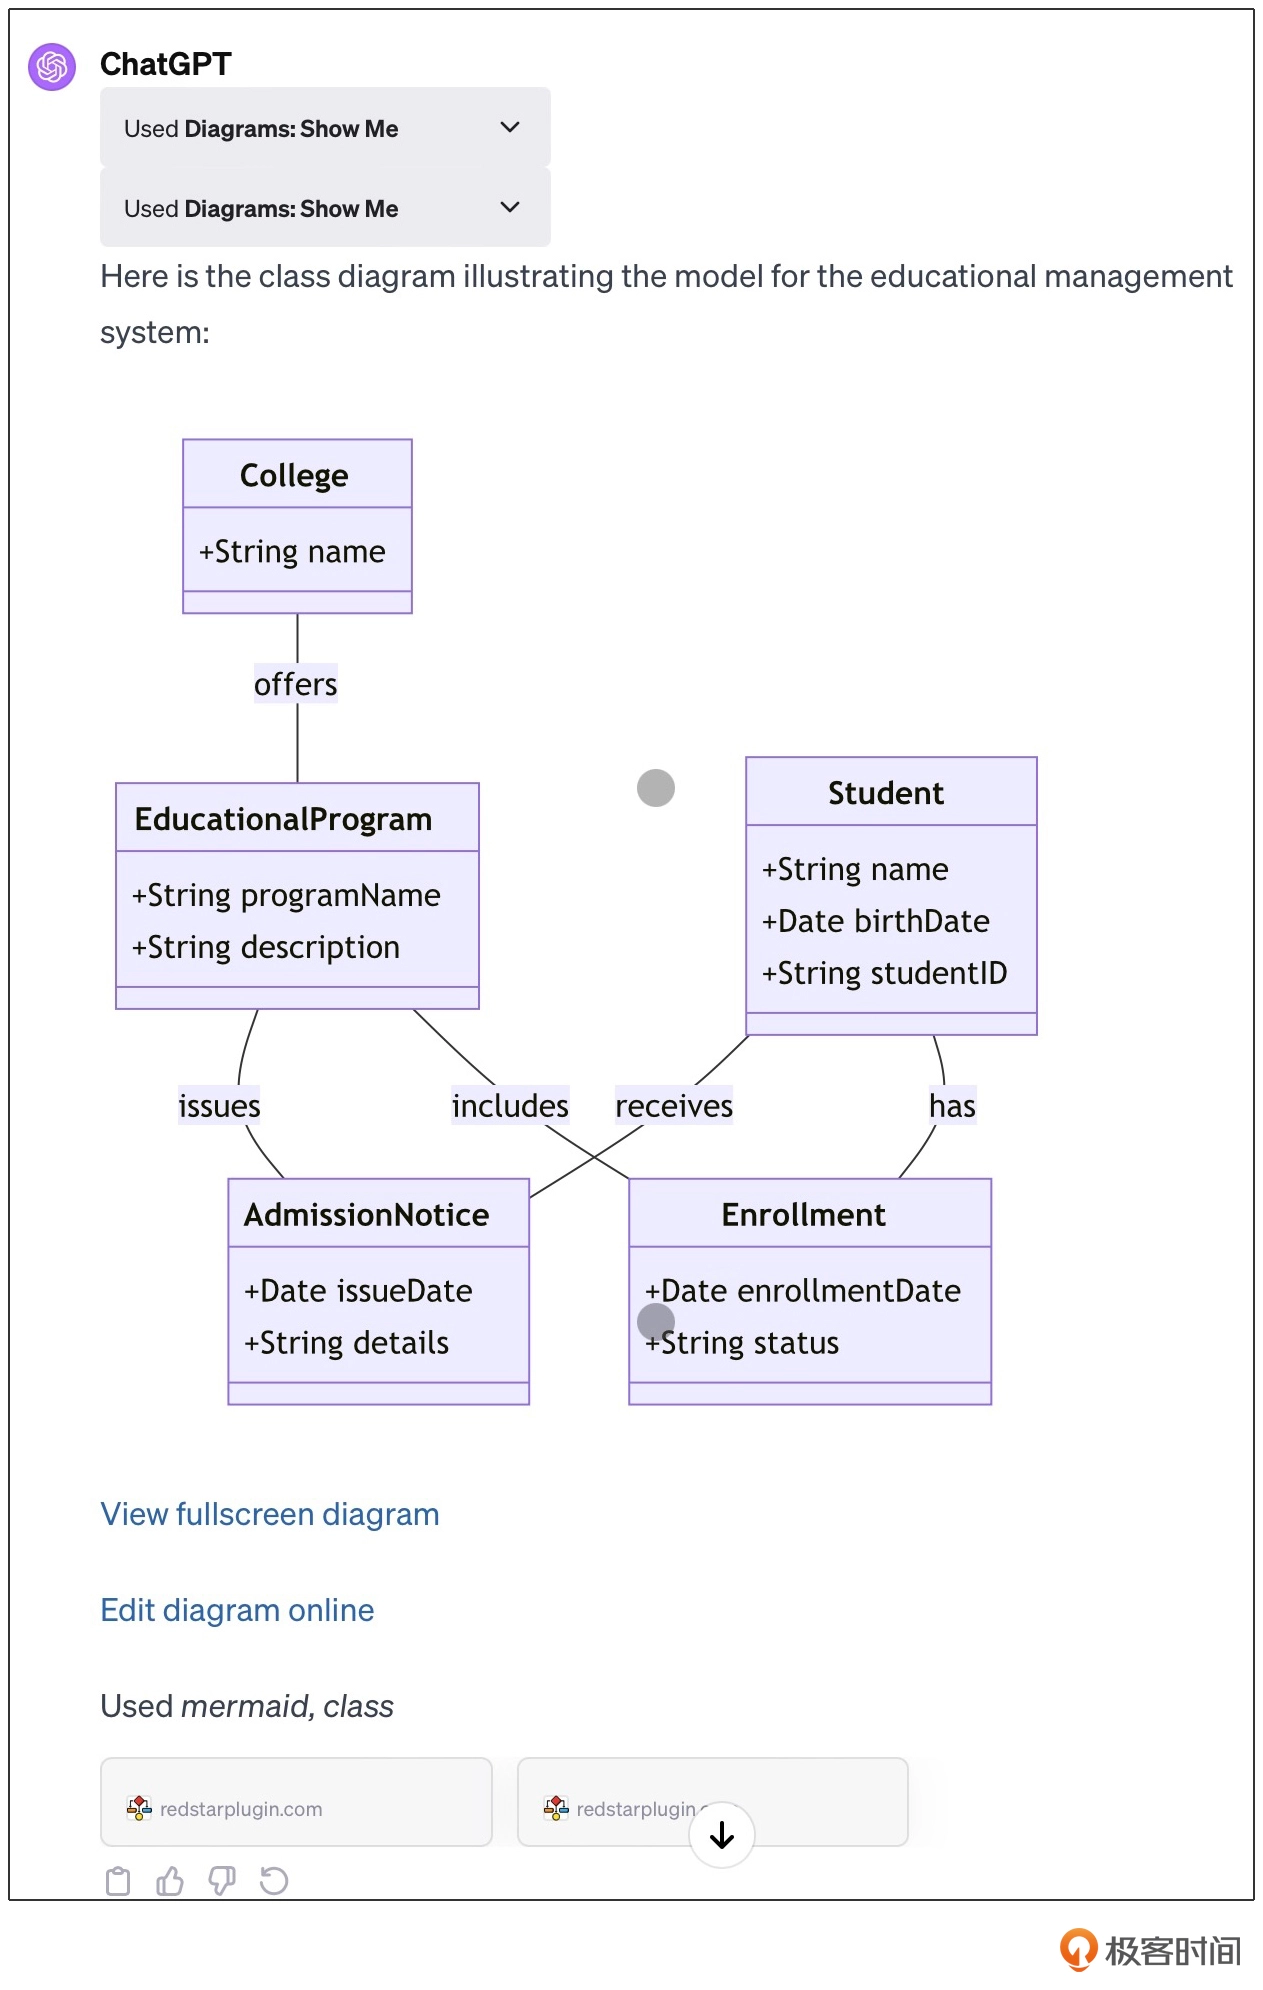 ChatGPT
Used Diagrams: Show Me
Used Diagrams: Show Me
Here is the class diagram illustrating the model for the educational management
system:
College
+String name
offers
EducationalProgram
+String programName
+String description
Student
+String name
+Date birthDate
+String studentID
issues
includes
receives
has
AdmissionNotice
+Date issueDate
+String details
Enrollment
+Date enrollmentDate
+String status
View fullscreen diagram
Edit diagram online
Used mermaid, class
redstarplugin.com
redstarplugin
极客时间